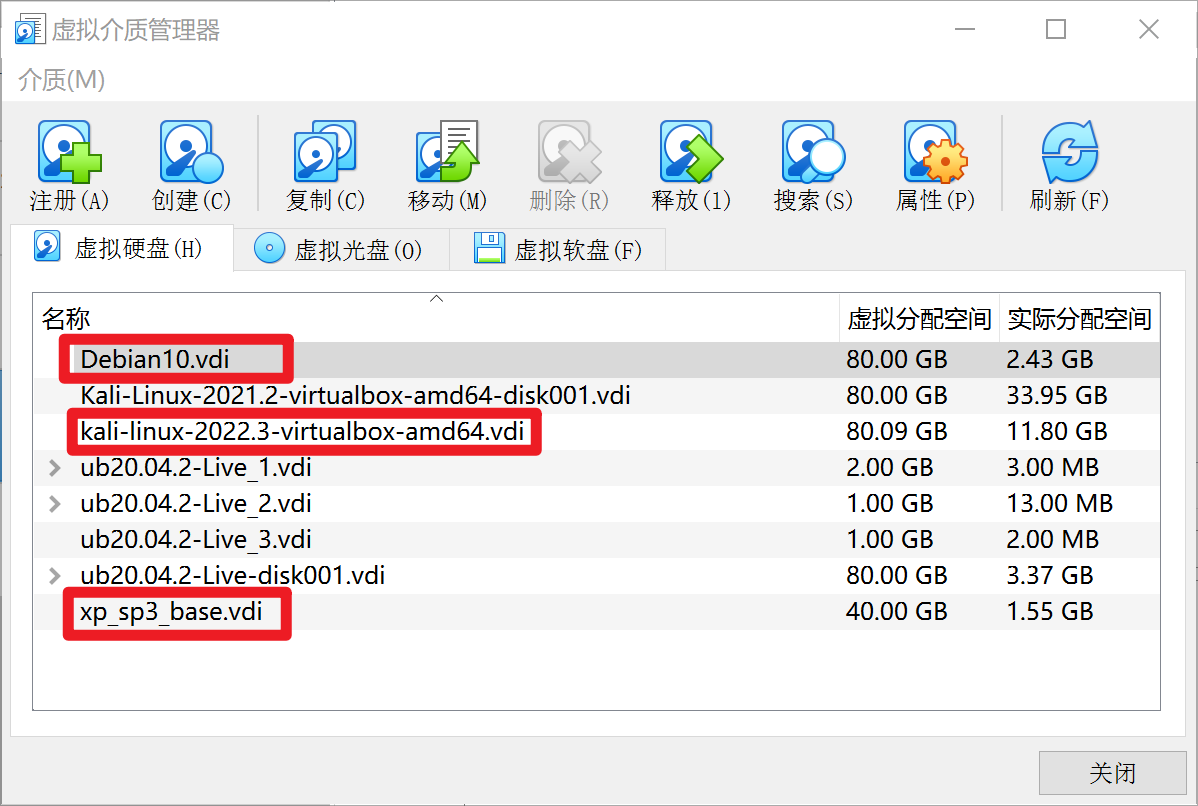 虚拟介质管理器
介质(M)
注册(A) 创建(C) 复制(C) 移动(M) 删除(R) 释放(l) 搜索(S) 属性(P) 刷新(F)
虚拟硬盘(H) 虚拟光盘(O) 虚拟软盘(F)
名称 虚拟分配空间 实际分配空间
Debian10.vdi 80.00 GB 2.43 GB
Kali-Linux-2021.2-virtualbox-amd64-disk001.vdi 80.00 GB 33.95 GB
kali-linux-2022.3-virtualbox-amd64.vdi 80.09 GB 11.80 GB
ub20.04.2-Live_1.vdi 2.00 GB 3.00 MB
ub20.04.2-Live_2.vdi 1.00 GB 13.00 MB
ub20.04.2-Live_3.vdi 1.00 GB 2.00 MB
ub20.04.2-Live-disk001.vdi 80.00 GB 3.37 GB
xp_sp3_base.vdi 40.00 GB 1.55 GB
关闭